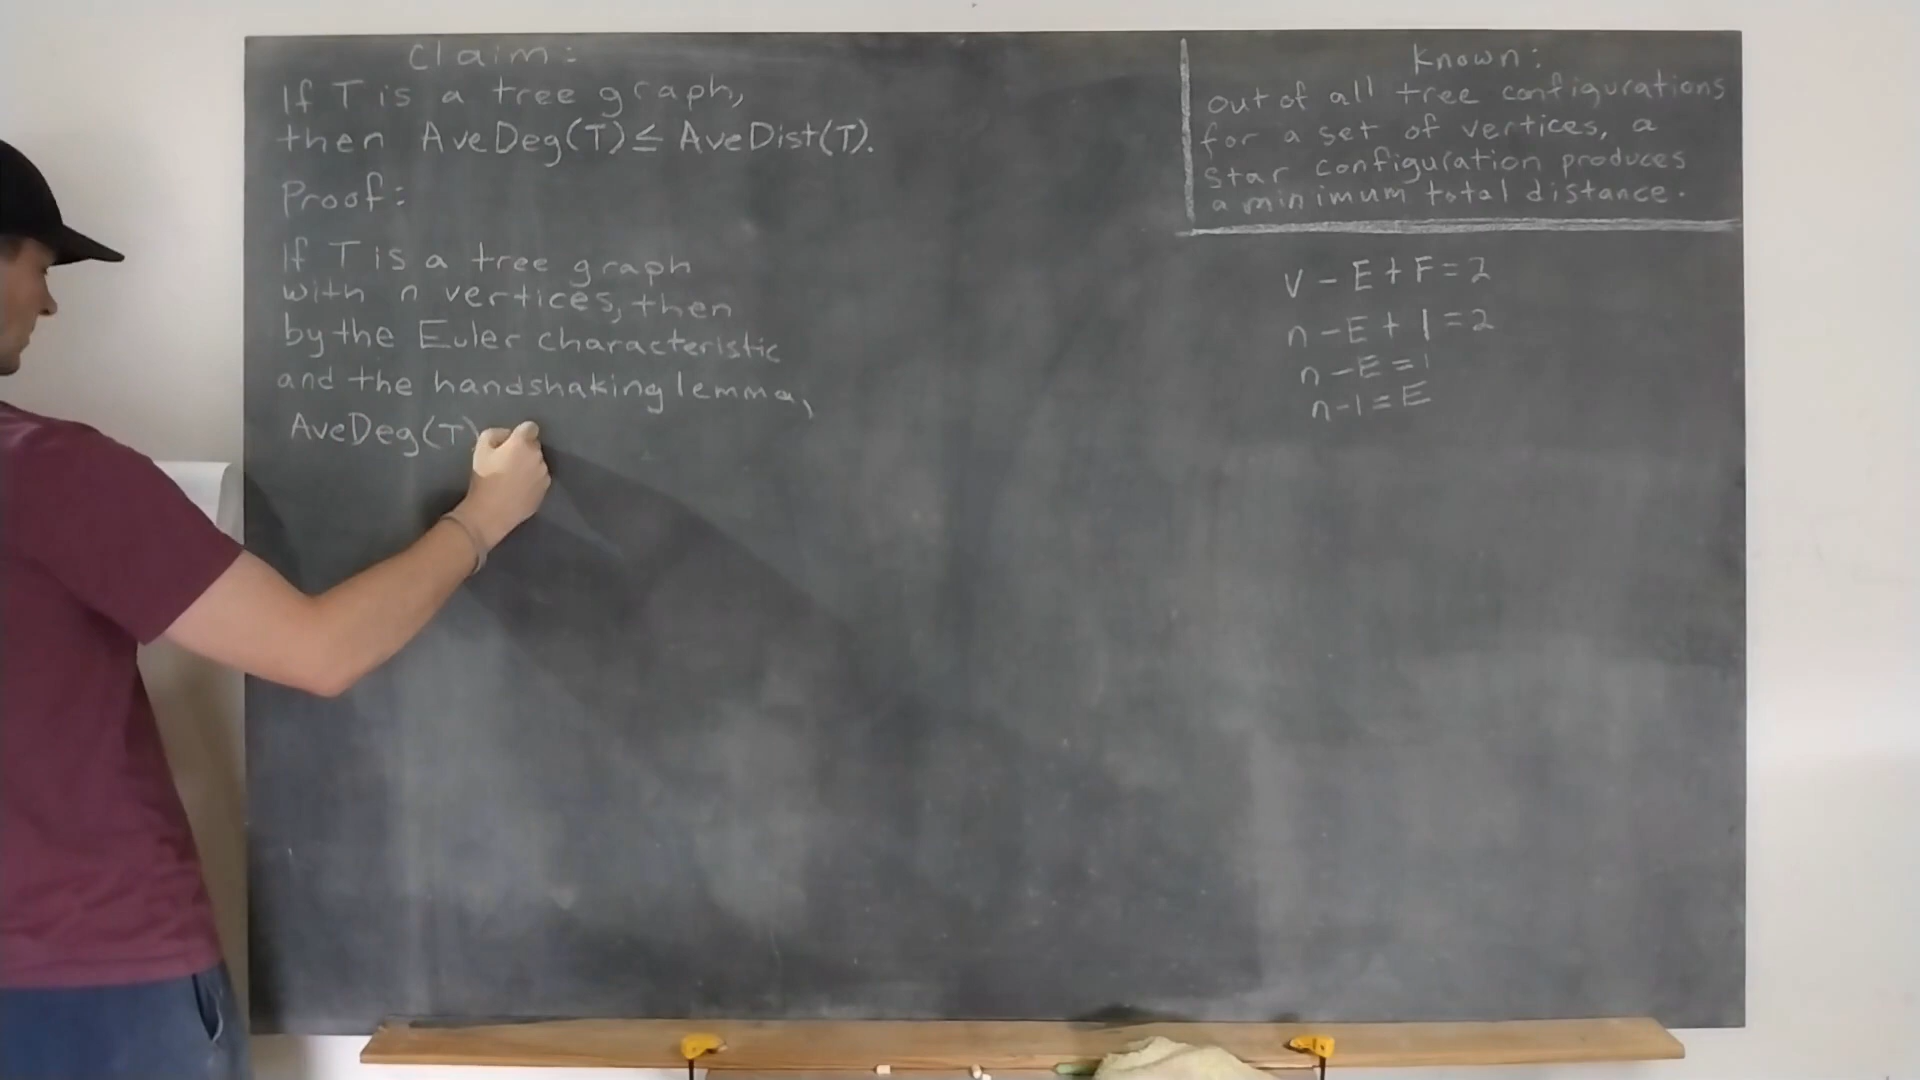 Claim:
If T is a tree graph,
then AveDeg(T) ≤ AveDist(T).
Proof:
If T is a tree graph
with n vertices, then
by the Euler characteristic
and the handshaking lemma,
AveDeg(T)
Known:
out of all tree configurations
for a set of vertices, a
star configuration produces
a minimum total distance.
V - E + F = 2
n - E + 1 = 2
n - E = 1
n - 1 = E